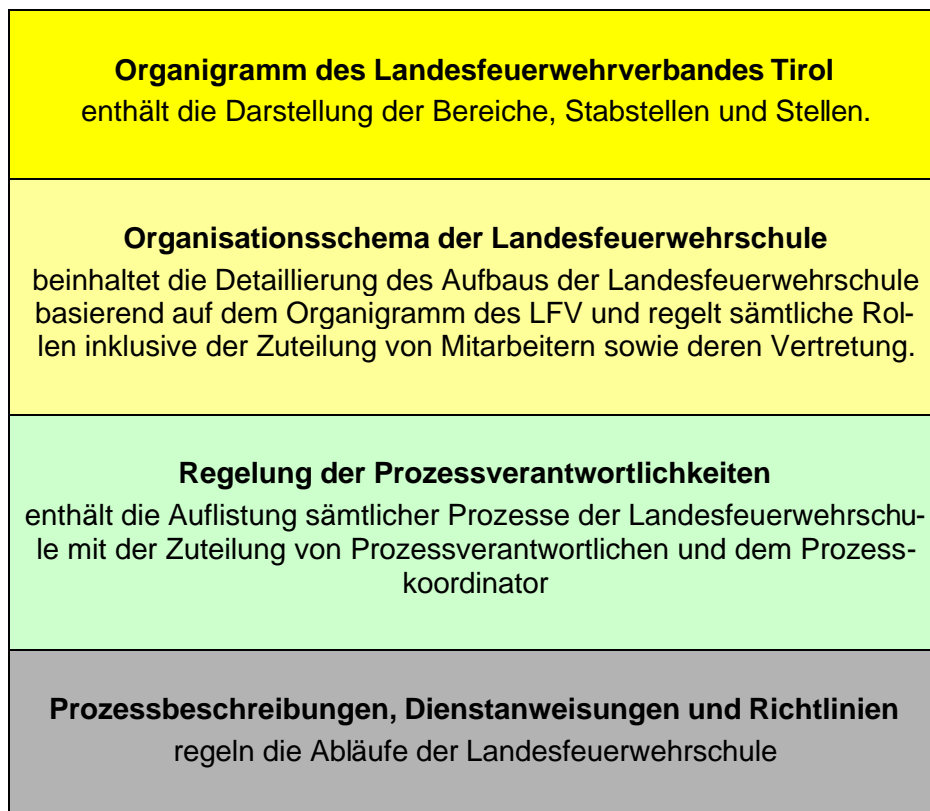 Organigramm des Landesfeuerwehrverbandes Tirol
enthält die Darstellung der Bereiche, Stabstellen und Stellen.
Organisationsschema der Landesfeuerwehrschule
beinhaltet die Detaillierung des Aufbaus der Landesfeuerwehrschule
basierend auf dem Organigramm des LFV und regelt sämtliche Rol-
len inklusive der Zuteilung von Mitarbeitern sowie deren Vertretung.
Regelung der Prozessverantwortlichkeiten
enthält die Auflistung sämtlicher Prozesse der Landesfeuerwehrschu-
le mit der Zuteilung von Prozessverantwortlichen und dem Prozess-
koordinator
Prozessbeschreibungen, Dienstanweisungen und Richtlinien
regeln die Abläufe der Landesfeuerwehrschule